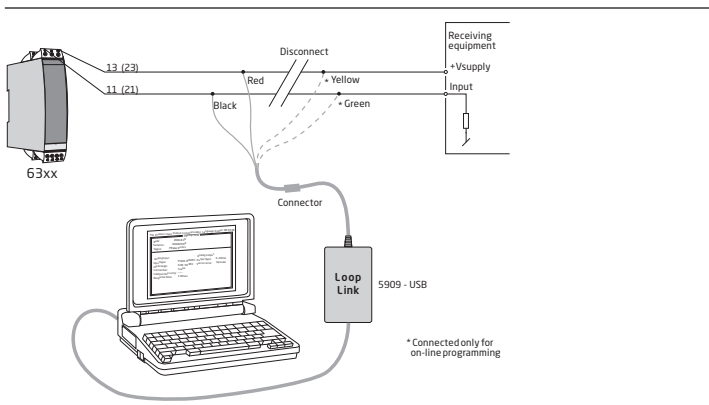 Receiving
equipment
Disconnect
13 (23)
+Vsupply
Red
* Yellow
11 (21)
Input
Black
* Green
63xx
Connector
Loop
Link
5909 - USB
* Connected only for
on-line programming